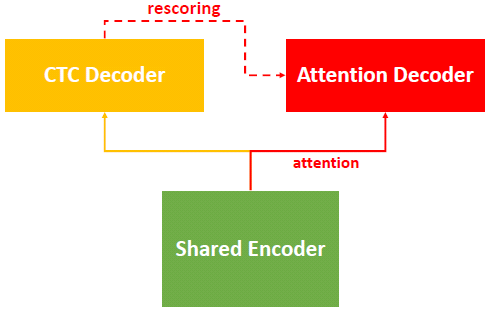 rescoring
CTC Decoder
Attention Decoder
attention
Shared Encoder